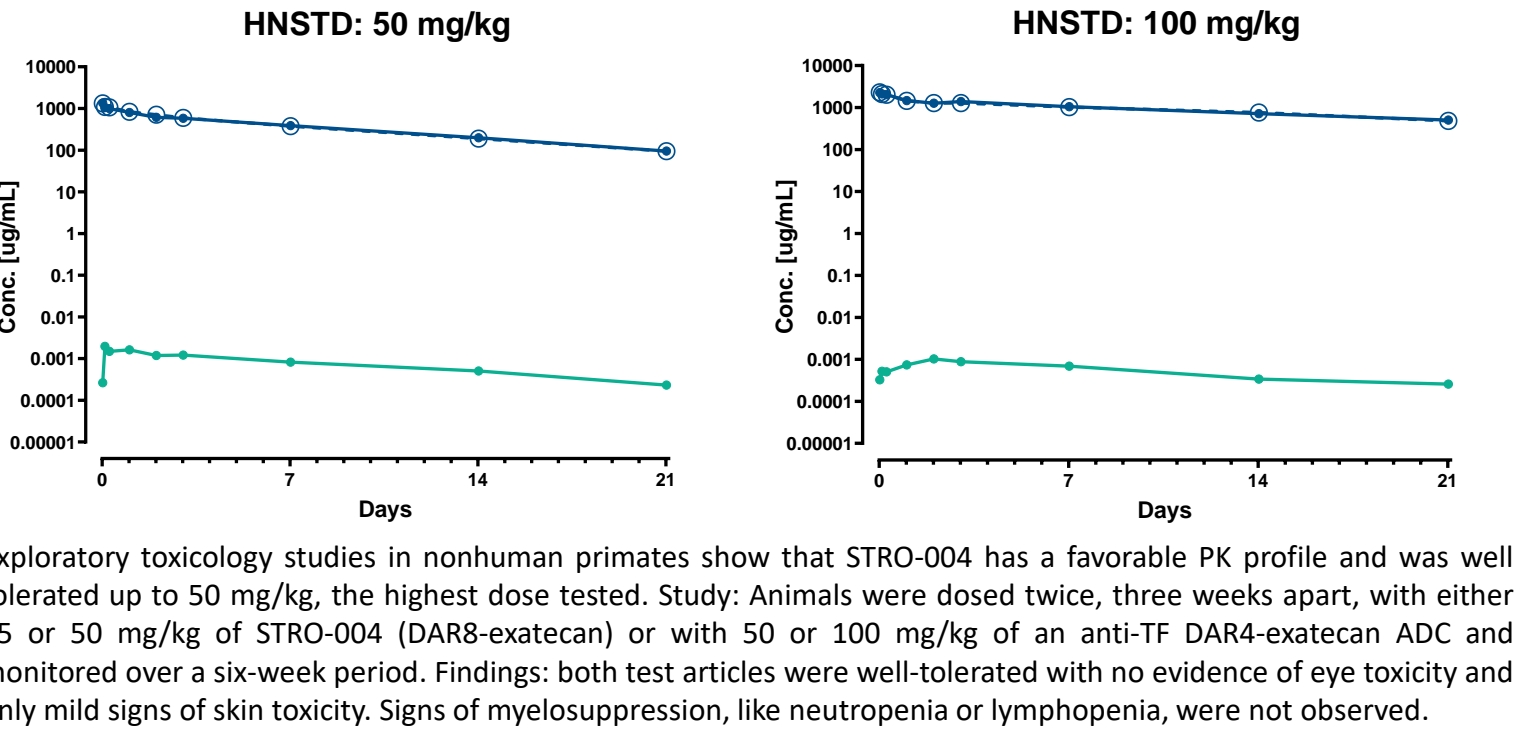 HNSTD: 50 mg/kg
10000
1000
100
10
1
0.1
0.01
0.001
0.0001
0.00001
Conc. [ug/mL]
0 7 14 21
Days
HNSTD: 100 mg/kg
10000
1000
100
10
1
0.1
0.01
0.001
0.0001
0.00001
Conc. [ug/mL]
0 7 14 21
Days
xploratory toxicology studies in nonhuman primates show that STRO-004 has a favorable PK profile and was well
olerated up to 50 mg/kg, the highest dose tested. Study: Animals were dosed twice, three weeks apart, with either
5 or 50 mg/kg of STRO-004 (DAR8-exatecan) or with 50 or 100 mg/kg of an anti-TF DAR4-exatecan ADC and
onitored over a six-week period. Findings: both test articles were well-tolerated with no evidence of eye toxicity and
nly mild signs of skin toxicity. Signs of myelosuppression, like neutropenia or lymphopenia, were not observed.